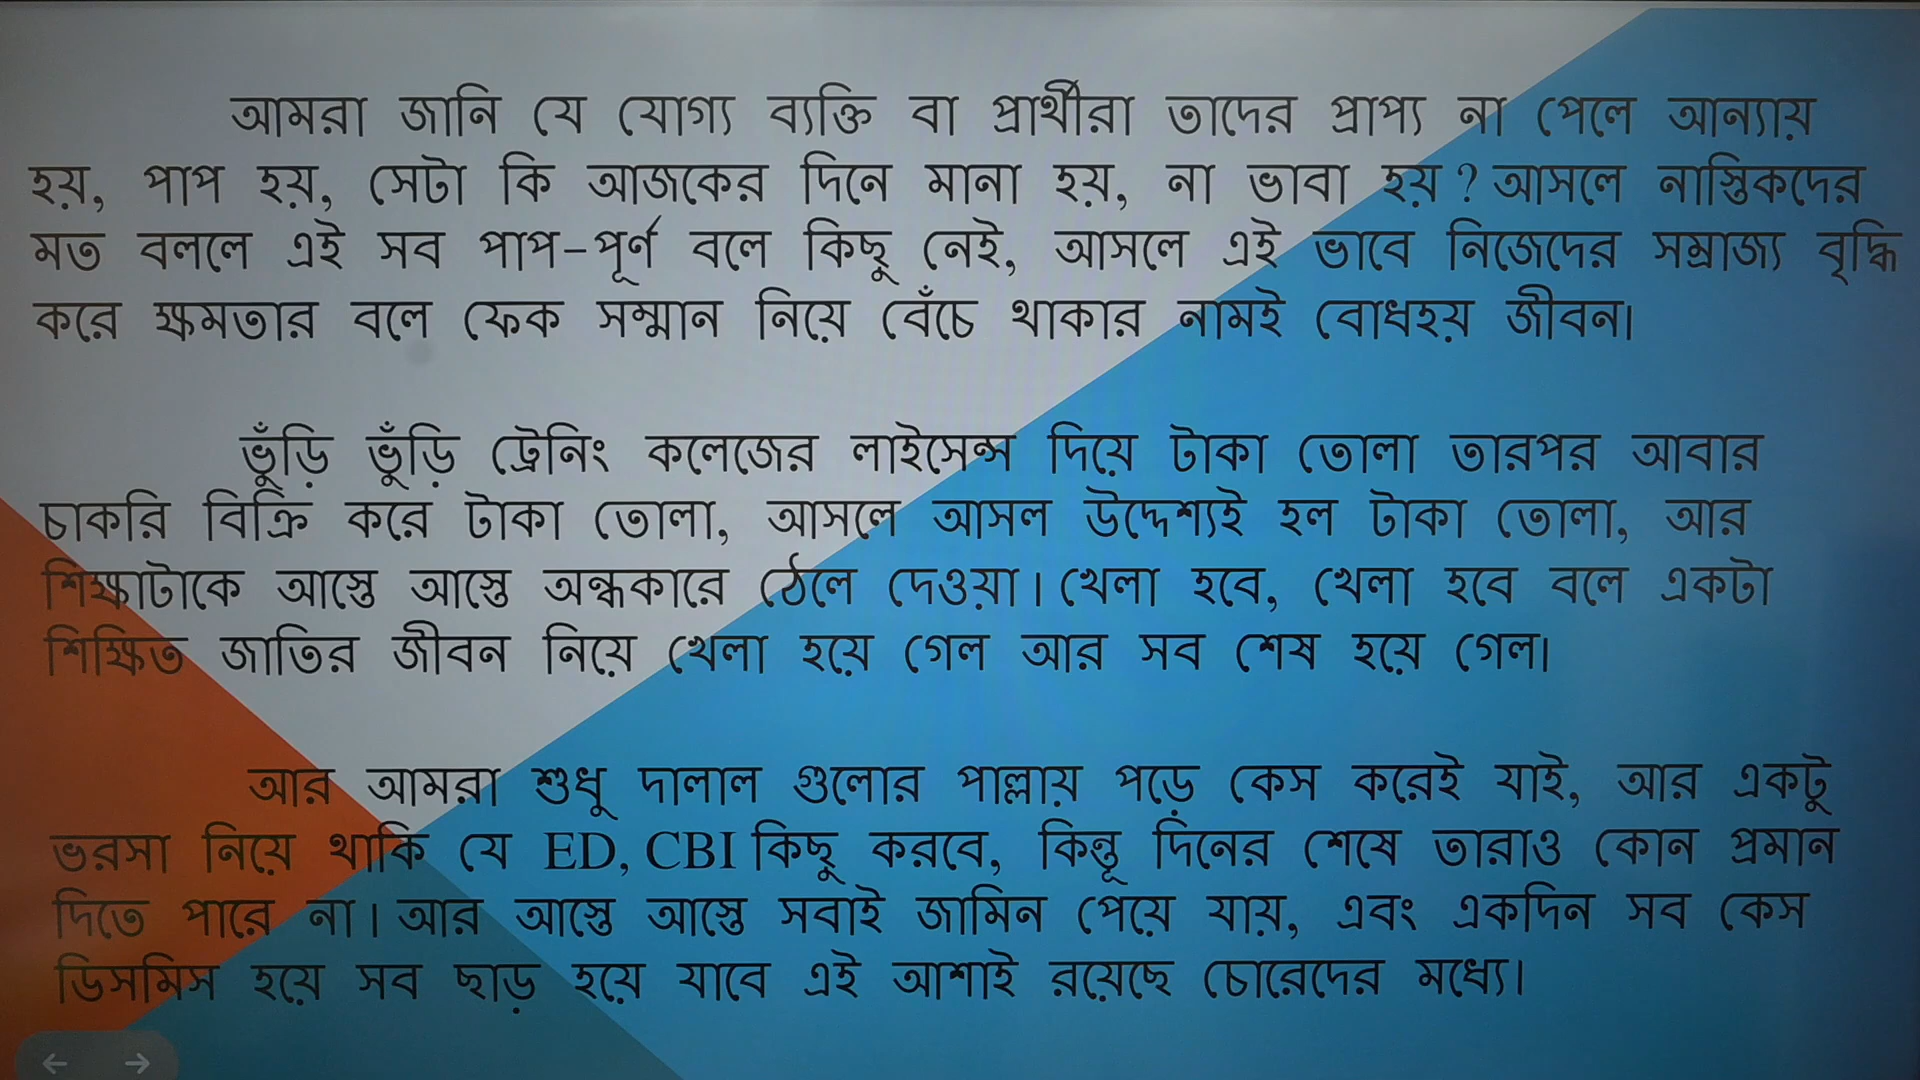 আমরা জানি যে যোগ্য ব্যক্তি বা প্রার্থীরা তাদের প্রাপ্য না পেলে আন্যায়
হয়, পাপ হয়, সেটা কি আজকের দিনে মানা হয়, না ভাবা হয় ? আসলে নাস্তিকদের
মত বললে এই সব পাপ-পূর্ণ বলে কিছু নেই, আসলে এই ভাবে নিজেদের সম্রাজ্য বৃদ্ধি
করে ক্ষমতার বলে ফেক সম্মান নিয়ে বেঁচে থাকার নামই বোধহয় জীবন।
ভুঁড়ি ভুঁড়ি ট্রেনিং কলেজের লাইসেন্স দিয়ে টাকা তোলা তারপর আবার
চাকরি বিক্রি করে টাকা তোলা, আসলে আসল উদ্দেশ্যই হল টাকা তোলা, আর
শিক্ষাটাকে আস্তে আস্তে অন্ধকারে ঠেলে দেওয়া। খেলা হবে, খেলা হবে বলে একটা
শিক্ষিত জাতির জীবন নিয়ে খেলা হয়ে গেল আর সব শেষ হয়ে গেল।
আর আমরা শুধু দালাল গুলোর পাল্লায় পড়ে কেস করেই যাই, আর একটু
ভরসা নিয়ে থাকি যে ED, CBI কিছু করবে, কিন্তূ দিনের শেষে তারাও কোন প্রমান
দিতে পারে না। আর আস্তে আস্তে সবাই জামিন পেয়ে যায়, এবং একদিন সব কেস
ডিসমিস হয়ে সব ছাড় হয়ে যাবে এই আশাই রয়েছে চোরেদের মধ্যে।